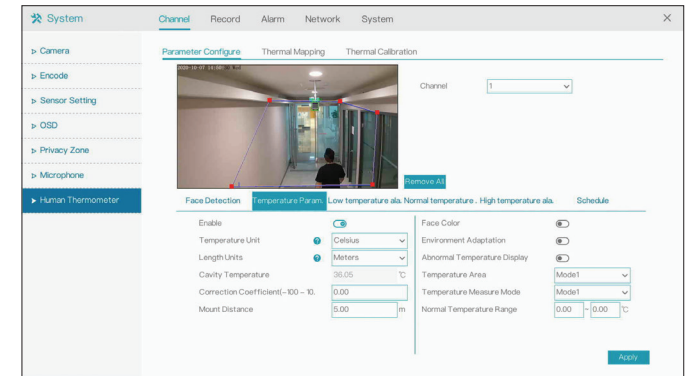 System
Channel Record Alarm Network System
Camera
Encode
Sensor Setting
OSD
Privacy Zone
Microphone
Human Thermometer
Parameter Configure Thermal Mapping Thermal Calibration
Channel 1
Remove All
Face Detection Temperature Param. Low temperature ala. Normal temperature . High temperature ala. Schedule
Enable
Temperature Unit Celsius
Length Units Meters
Cavity Temperature 36.05 ℃
Correction Coefficient(-100 ~ 10. 0.00
Mount Distance 5.00 m
Face Color
Environment Adaptation
Abnormal Temperature Display
Temperature Area Mode1
Temperature Measure Mode Mode1
Normal Temperature Range 0.00 ~ 0.00 ℃
Apply